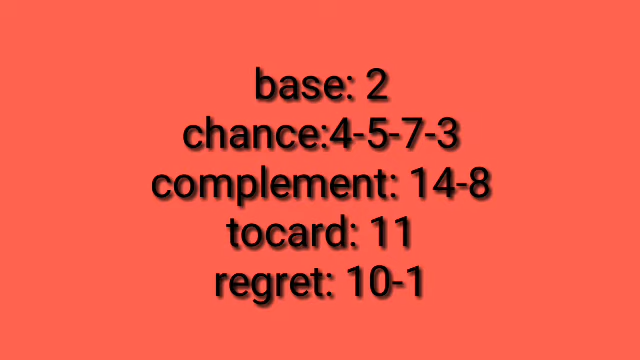 base: 2
chance:4-5-7-3
complement: 14-8
tocard: 11
regret: 10-1